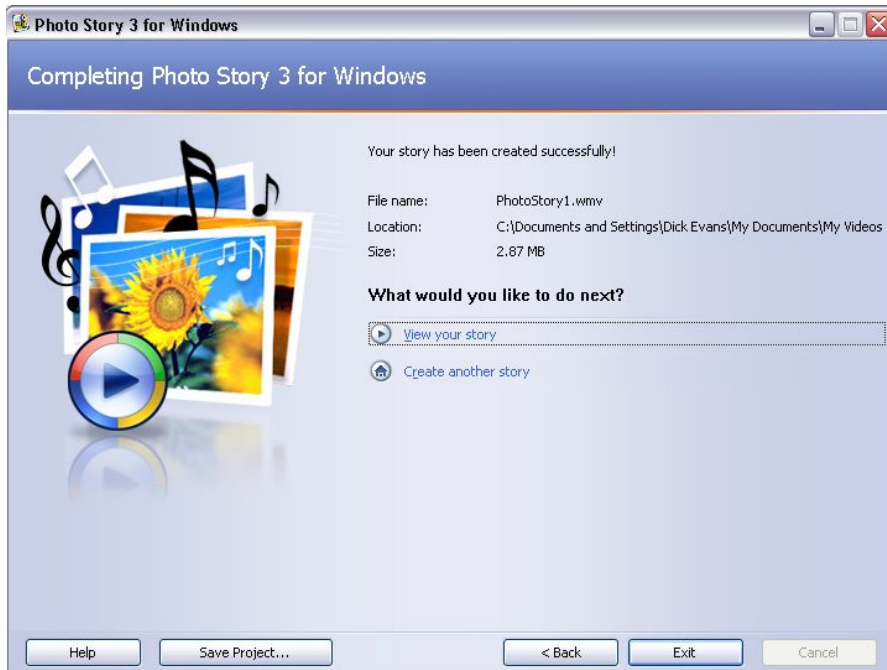 Photo Story 3 for Windows
Completing Photo Story 3 for Windows
Your story has been created successfully!
File name: PhotoStory1.wmv
Location: C:\Documents and Settings\Dick Evans\My Documents\My Videos
Size: 2.87 MB
What would you like to do next?
View your story
Create another story
Help Save Project... < Back Exit Cancel